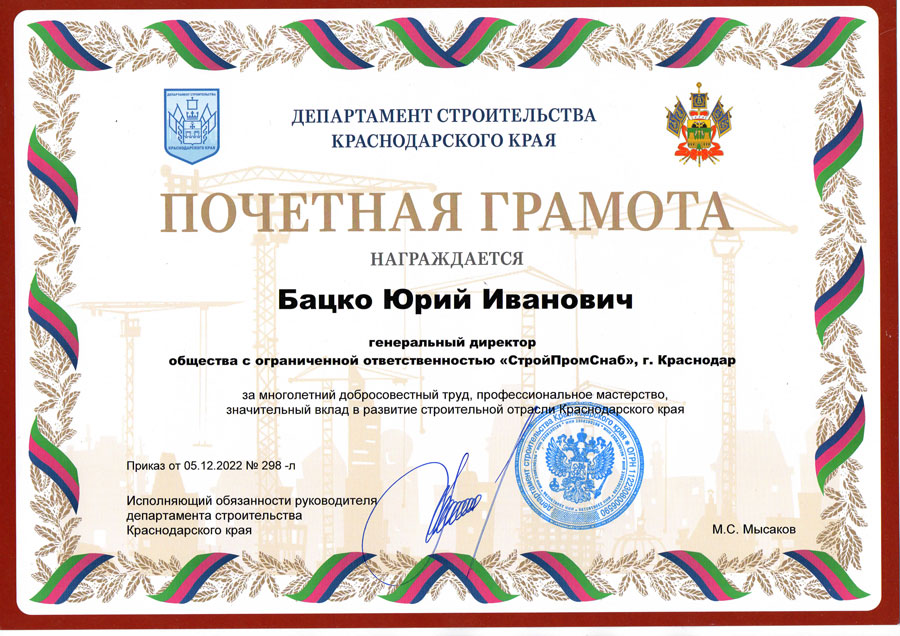 ДЕПАРТАМЕНТ СТРОИТЕЛЬСТВА
КРАСНОДАРСКОГО КРАЯ
ДЕПАРТАМЕНТ СТРОИТЕЛЬСТВА
КРАСНОДАРСКОГО КРАЯ
ПОЧЕТНАЯ ГРАМОТА
НАГРАЖДАЕТСЯ
Бацко Юрий Иванович
генеральный директор
общества с ограниченной ответственностью «СтройПромСнаб», г. Краснодар
за многолетний добросовестный труд, профессиональное мастерство,
значительный вклад в развитие строительной отрасли Краснодарского края
Департамент строительства Краснодарского края
Приказ от 05.12.2022 № 298 -л
Исполняющий обязанности руководителя
департамента строительства
Краснодарского края
М.С. Мысаков